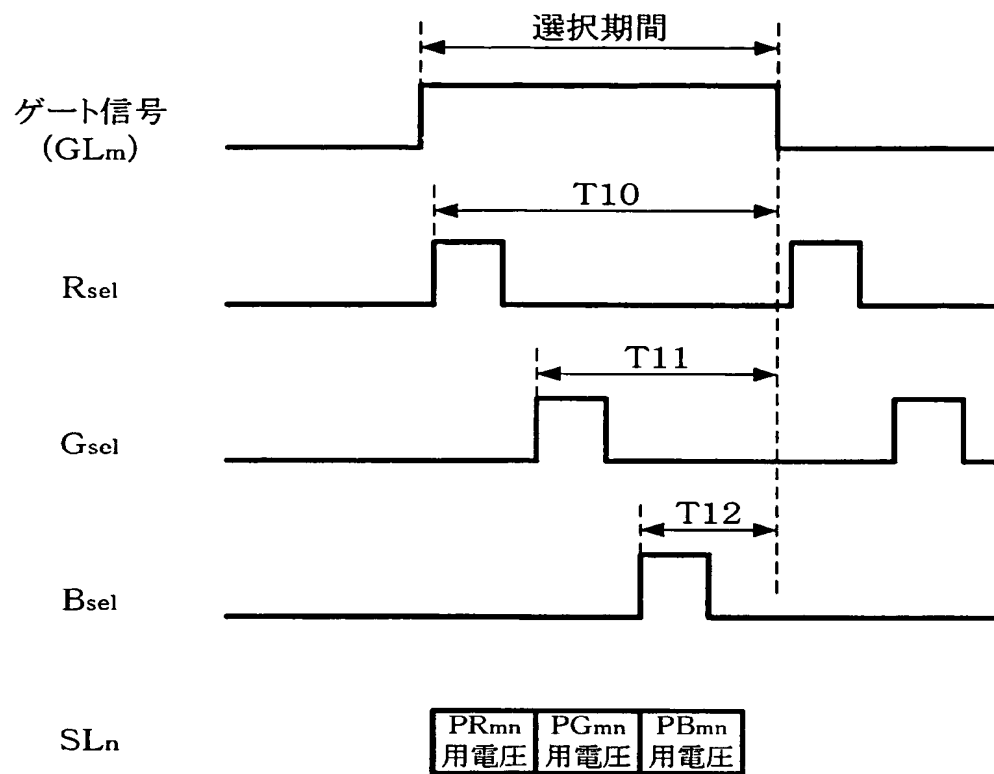 選択期間
ゲート信号
(GLm)
T10
Rsel
T11
Gsel
T12
Bsel
SLn
PRmn
用電圧
PGmn
用電圧
PBmn
用電圧